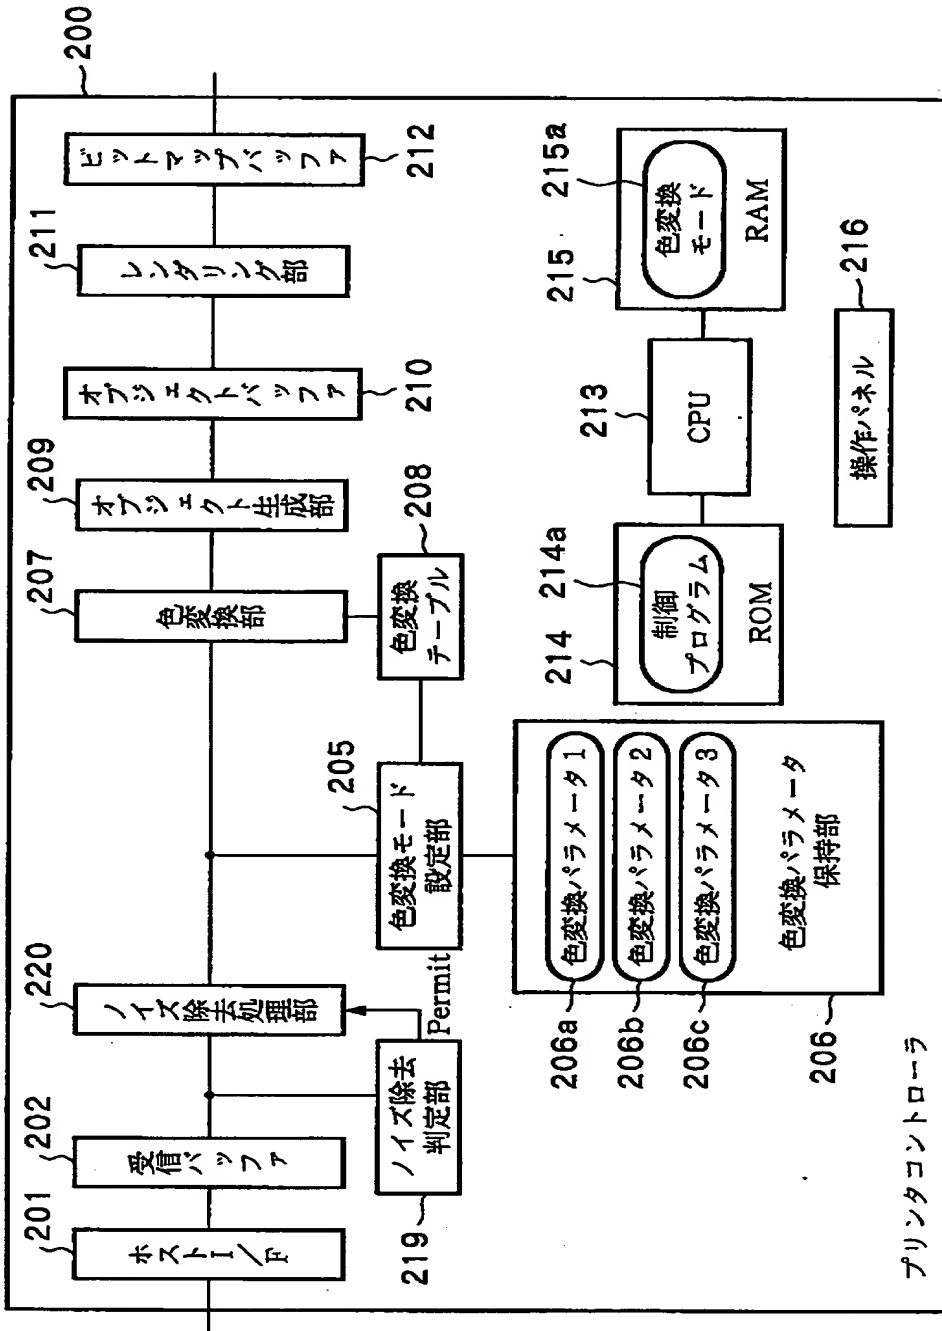 200
201
ホストI/F
202
受信バッファ
220
ノイズ除去処理部
207
色変換部
209
オブジェクト生成部
210
オブジェクトバッファ
211
レンダリング部
212
ビットマップバッファ
219
ノイズ除去
判定部
Permit
205
色変換モード
設定部
208
色変換
テーブル
206
206a
色変換パラメータ1
206b
色変換パラメータ2
206c
色変換パラメータ3
色変換パラメータ
保持部
214
214a
制御
プログラム
ROM
213
CPU
215
215a
色変換
モード
RAM
216
操作パネル
プリンタコントローラ